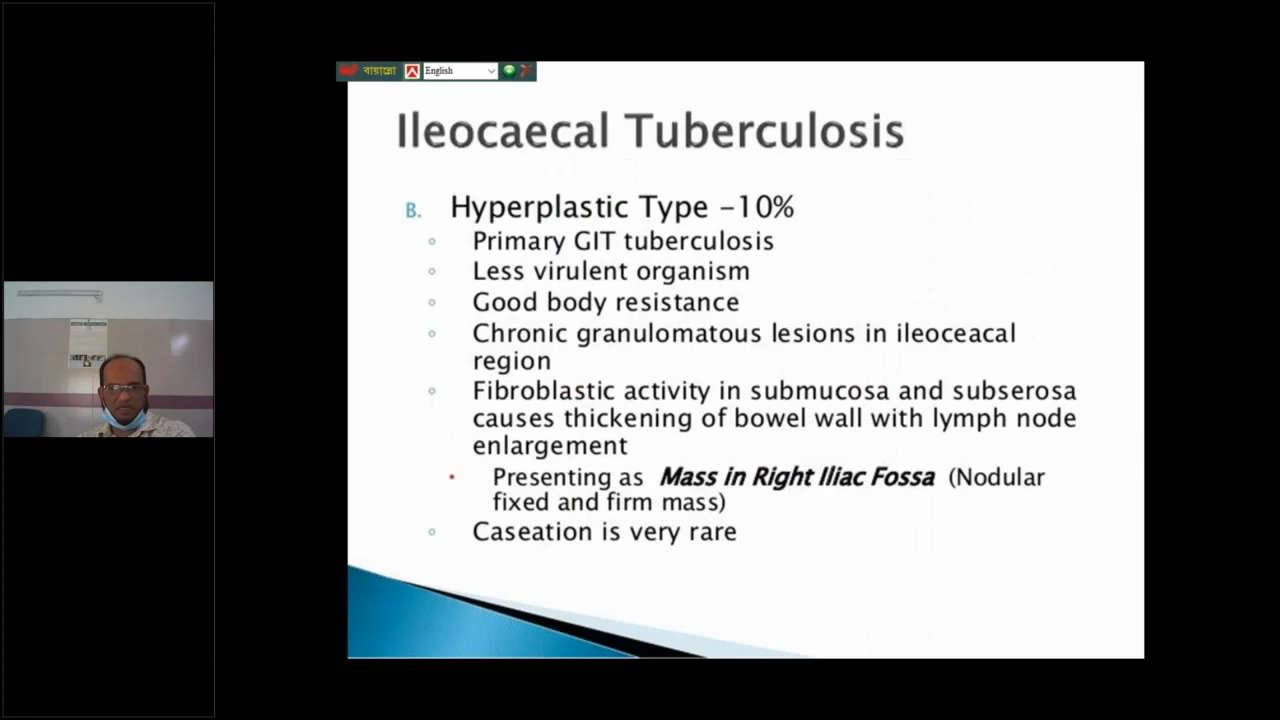 বায়ান্নো English
Ileocaecal Tuberculosis
B. Hyperplastic Type –10%
Primary GIT tuberculosis
Less virulent organism
Good body resistance
Chronic granulomatous lesions in ileoceacal
region
Fibroblastic activity in submucosa and subserosa
causes thickening of bowel wall with lymph node
enlargement
Presenting as Mass in Right Iliac Fossa (Nodular
fixed and firm mass)
Caseation is very rare